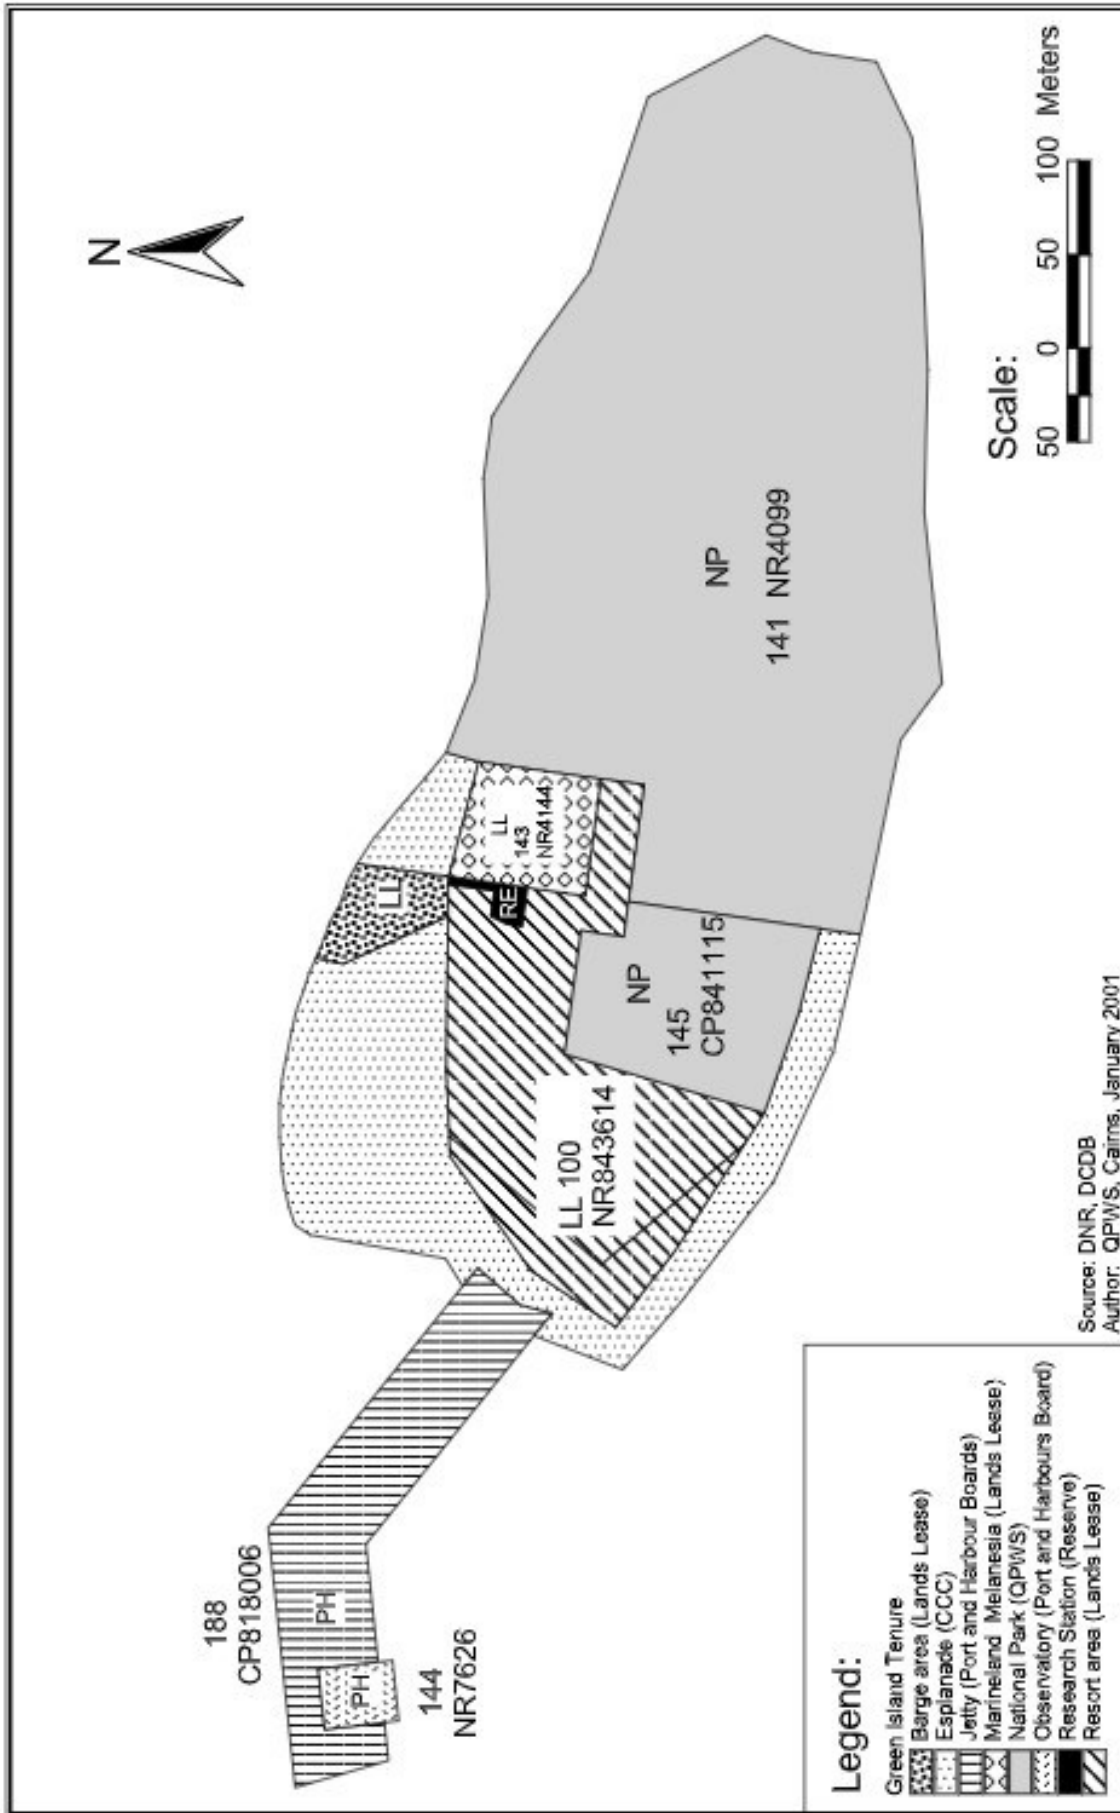 N
188
CP818006
PH
PH
144
NR7626
LL
LL
143
NR4144
RE
LL 100
NR843614
NP
145
CP841115
NP
141 NR4099
Scale:
50 0 50 100 Meters
Legend:
Green Island Tenure
Barge area (Lands Lease)
Esplanade (CCC)
Jetty (Port and Harbour Boards)
Marineland Melanesia (Lands Lease)
National Park (QPWS)
Observatory (Port and Harbours Board)
Research Station (Reserve)
Resort area (Lands Lease)
Source: DNR, DCDB
Author: QPWS, Cairns, January 2001